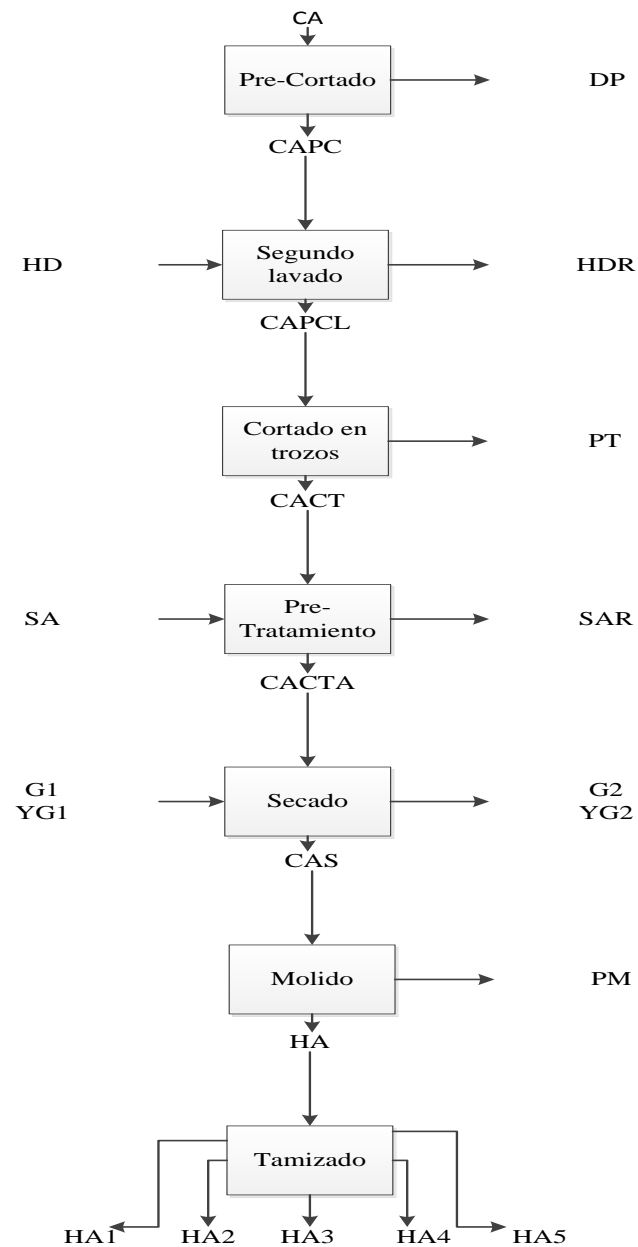 CA
Pre-Cortado
DP
CAPC
HD
Segundo
lavado
HDR
CAPCL
Cortado en
trozos
PT
CACT
SA
Pre-
Tratamiento
SAR
CACTA
G1
YG1
Secado
G2
YG2
CAS
Molido
PM
HA
Tamizado
HA1
HA2
HA3
HA4
HA5